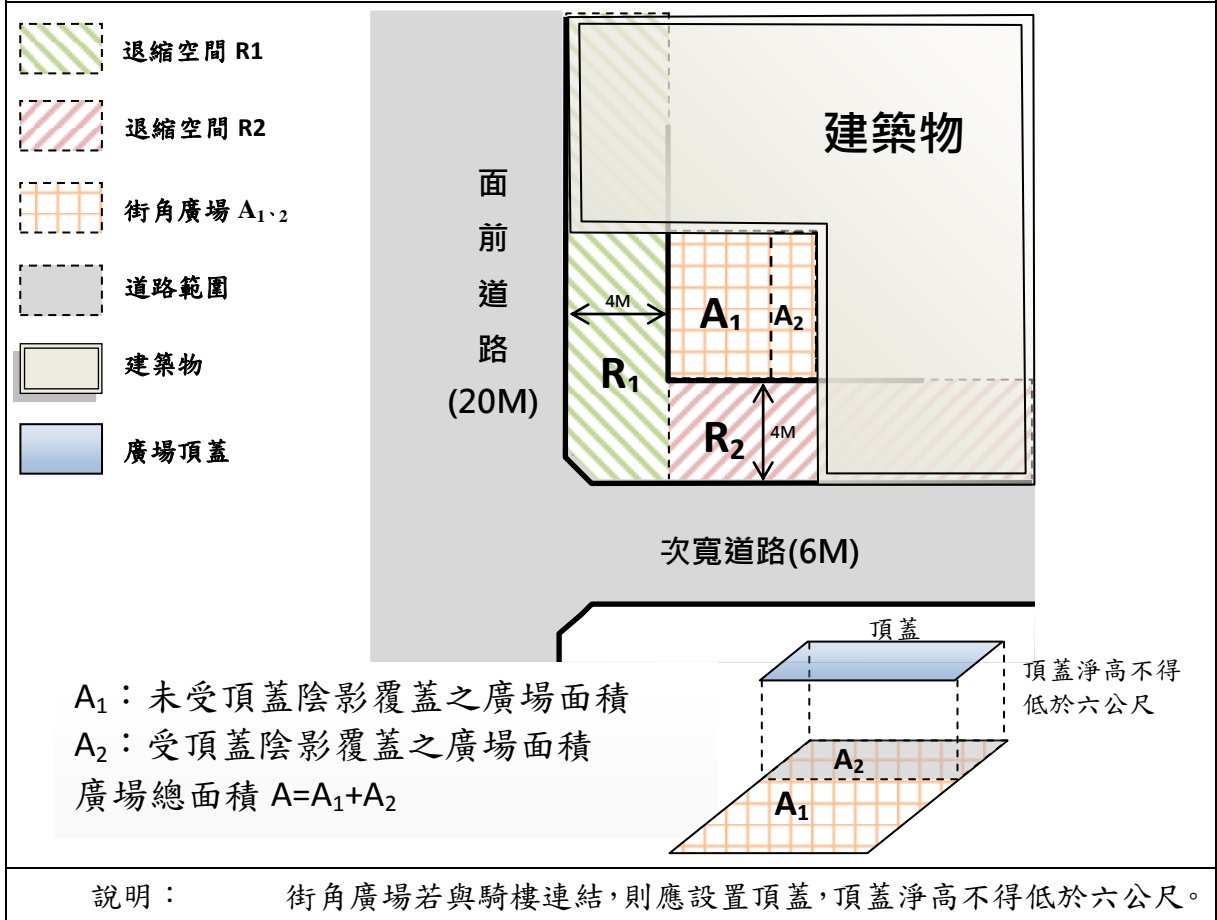 退縮空間 R1
退縮空間 R2
街角廣場 A₁、₂
道路範圍
建築物
廣場頂蓋
建築物
面
前
道
路
(20M)
4M
A₁
A₂
R₁
R₂
4M
次寬道路(6M)
頂蓋
頂蓋淨高不得
低於六公尺
A₂
A₁
A₁：未受頂蓋陰影覆蓋之廣場面積
A₂：受頂蓋陰影覆蓋之廣場面積
廣場總面積 A=A₁+A₂
說明： 街角廣場若與騎樓連結，則應設置頂蓋，頂蓋淨高不得低於六公尺。